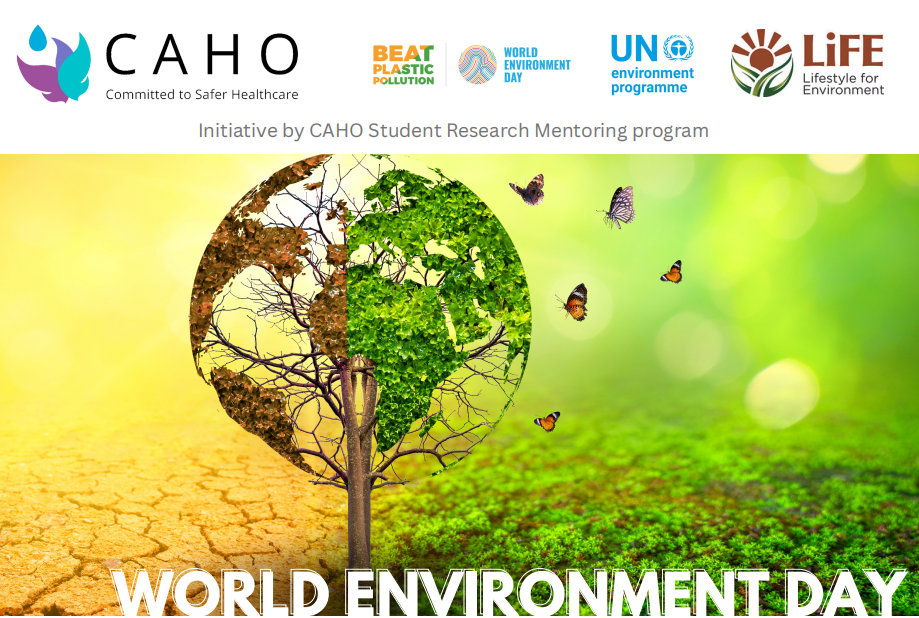 CAHO
Committed to Safer Healthcare
BEAT
PLASTIC
POLLUTION
WORLD
ENVIRONMENT
DAY
UN
environment
programme
LiFE
Lifestyle for
Environment
Initiative by CAHO Student Research Mentoring program
WORLD ENVIRONMENT DAY